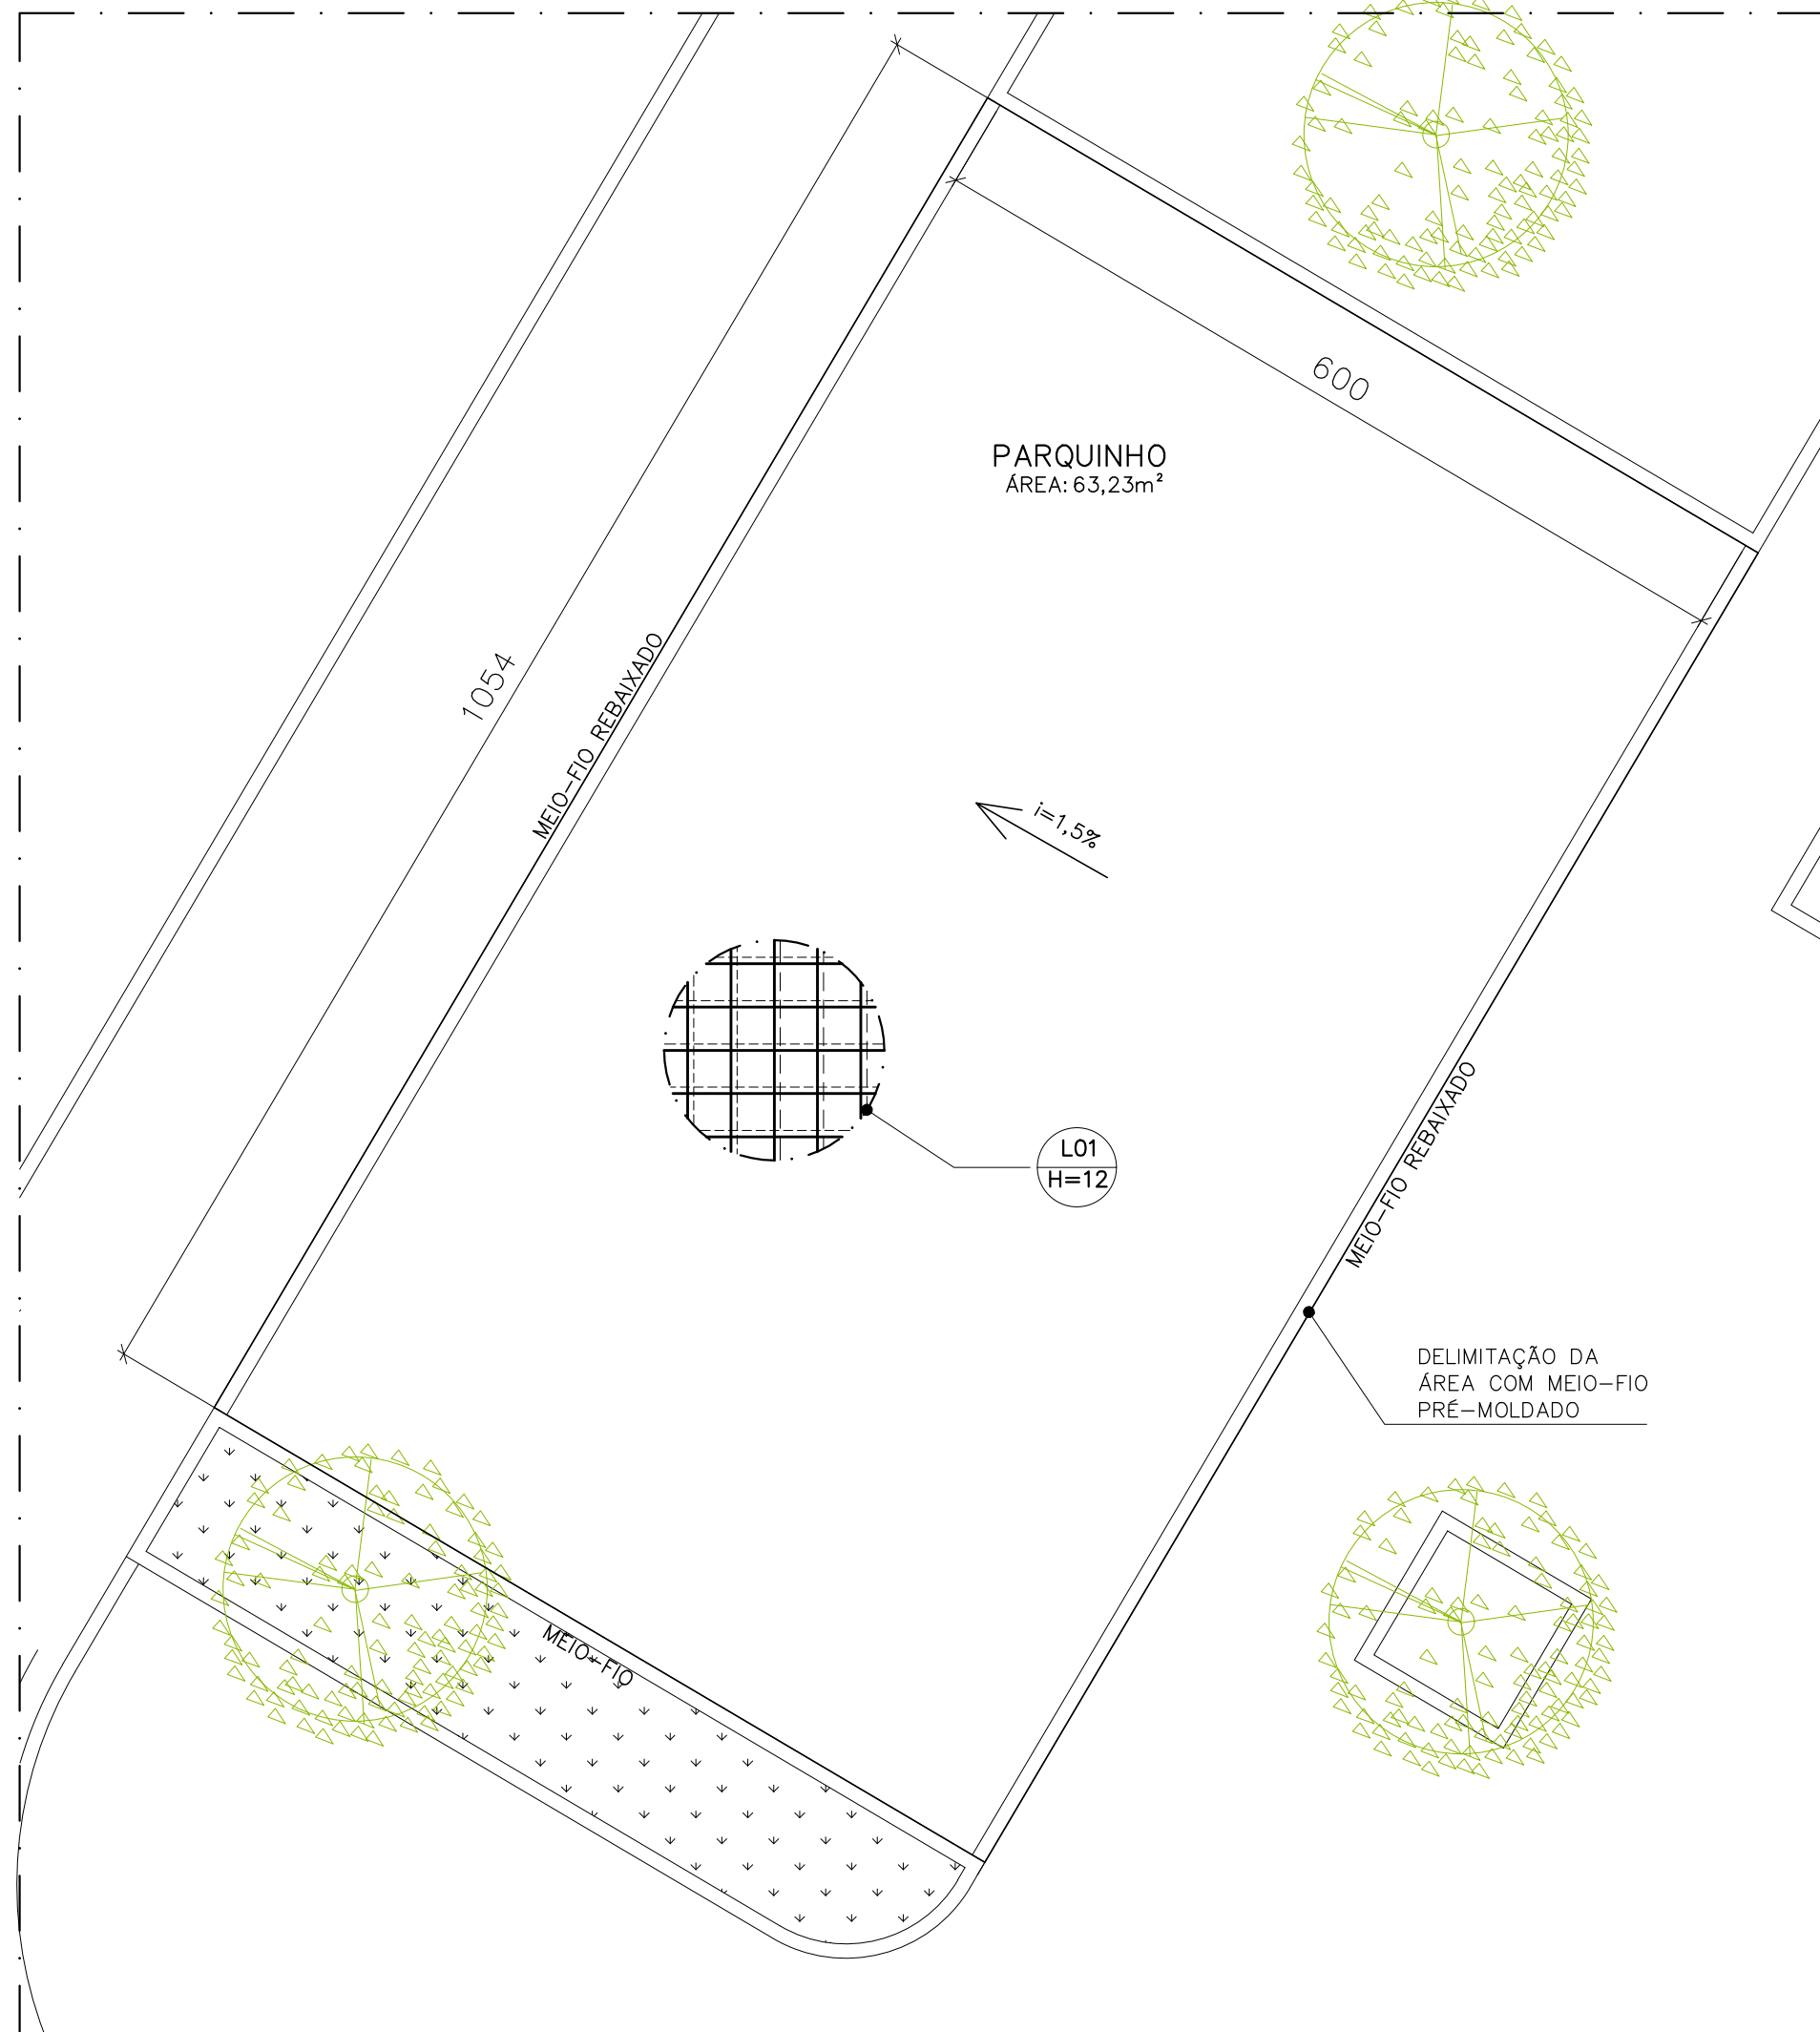 600
PARQUINHO
ÁREA: 63,23m²
1054
MEIO-FIO REBAIXADO
i=1,5%
L01
H=12
MEIO-FIO REBAIXADO
DELIMITAÇÃO DA
ÁREA COM MEIO-FIO
PRÉ-MOLDADO
MEIO-FIO